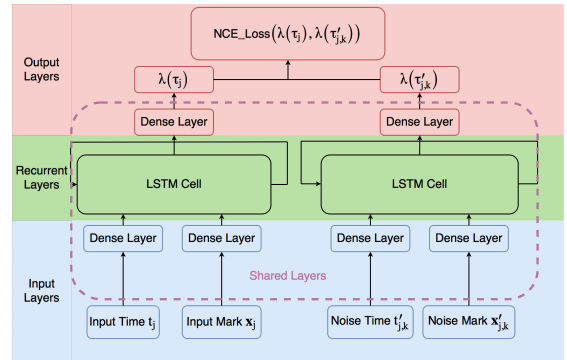 NCE_Loss(λ(τⱼ), λ(τ′ⱼ,ₖ))
Output
Layers
λ(τⱼ)
λ(τ′ⱼ,ₖ)
Dense Layer
Dense Layer
Recurrent
Layers
LSTM Cell
LSTM Cell
Dense Layer
Dense Layer
Dense Layer
Dense Layer
Shared Layers
Input
Layers
Input Time tⱼ
Input Mark xⱼ
Noise Time t′ⱼ,ₖ
Noise Mark x′ⱼ,ₖ